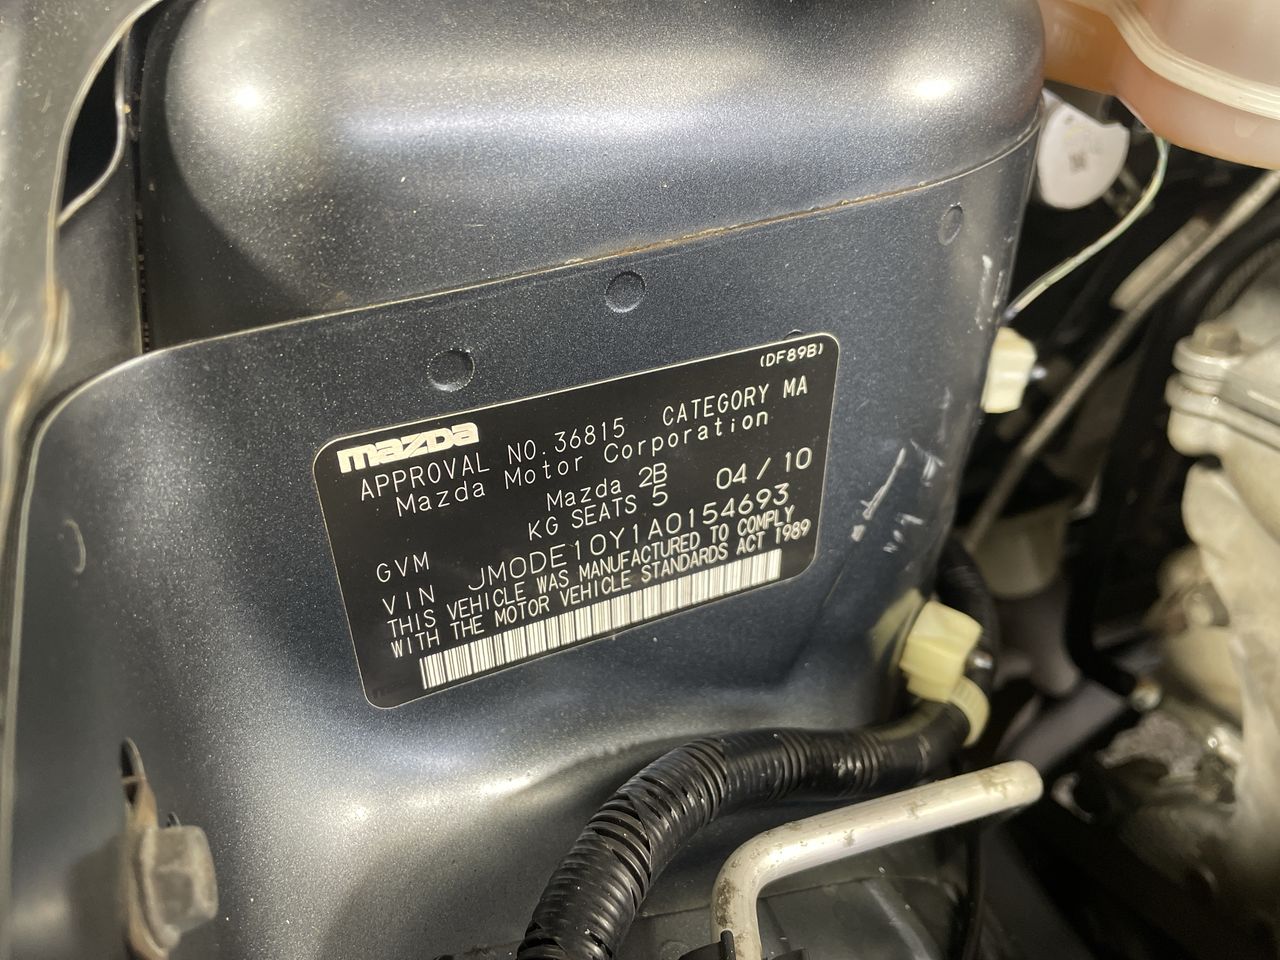 (DF89B)
mazda
APPROVAL NO.36815 CATEGORY MA
Mazda Motor Corporation
Mazda 2B 04/10
GVM KG SEATS 5
VIN JM0DE10Y1A0154693
THIS VEHICLE WAS MANUFACTURED TO COMPLY
WITH THE MOTOR VEHICLE STANDARDS ACT 1989